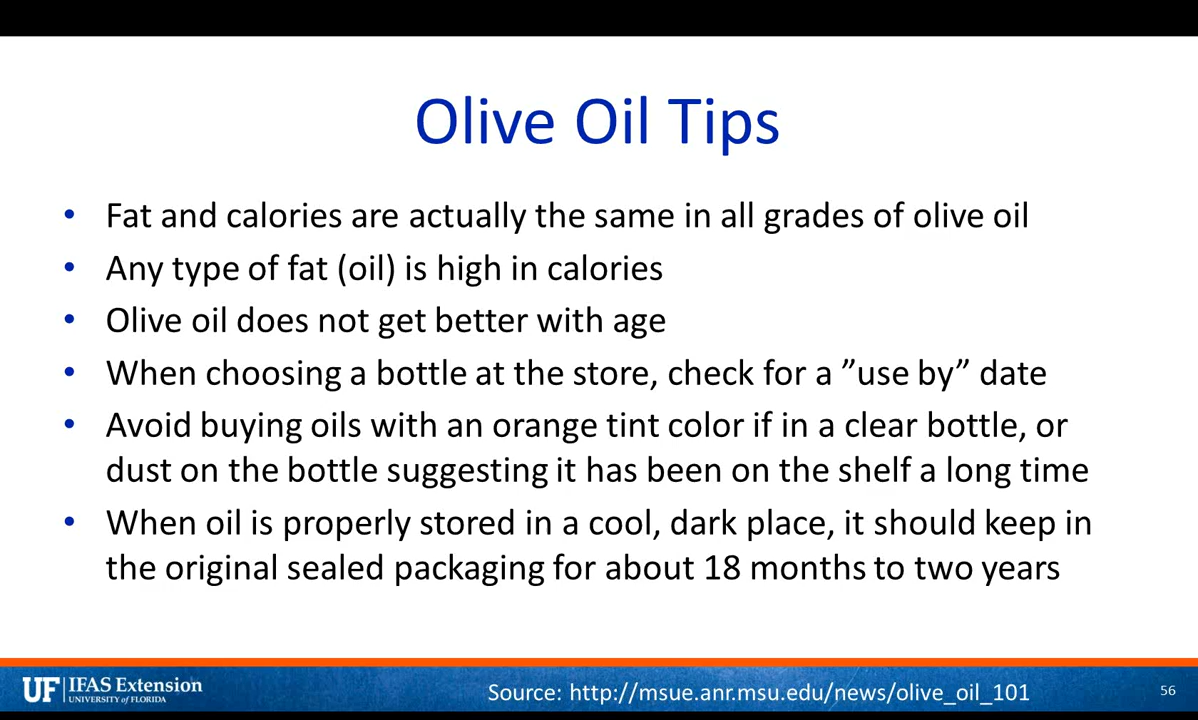 Olive Oil Tips
• Fat and calories are actually the same in all grades of olive oil
• Any type of fat (oil) is high in calories
• Olive oil does not get better with age
• When choosing a bottle at the store, check for a ”use by” date
• Avoid buying oils with an orange tint color if in a clear bottle, or
dust on the bottle suggesting it has been on the shelf a long time
• When oil is properly stored in a cool, dark place, it should keep in
the original sealed packaging for about 18 months to two years
UF IFAS Extension
UNIVERSITY of FLORIDA
Source: http://msue.anr.msu.edu/news/olive_oil_101
56